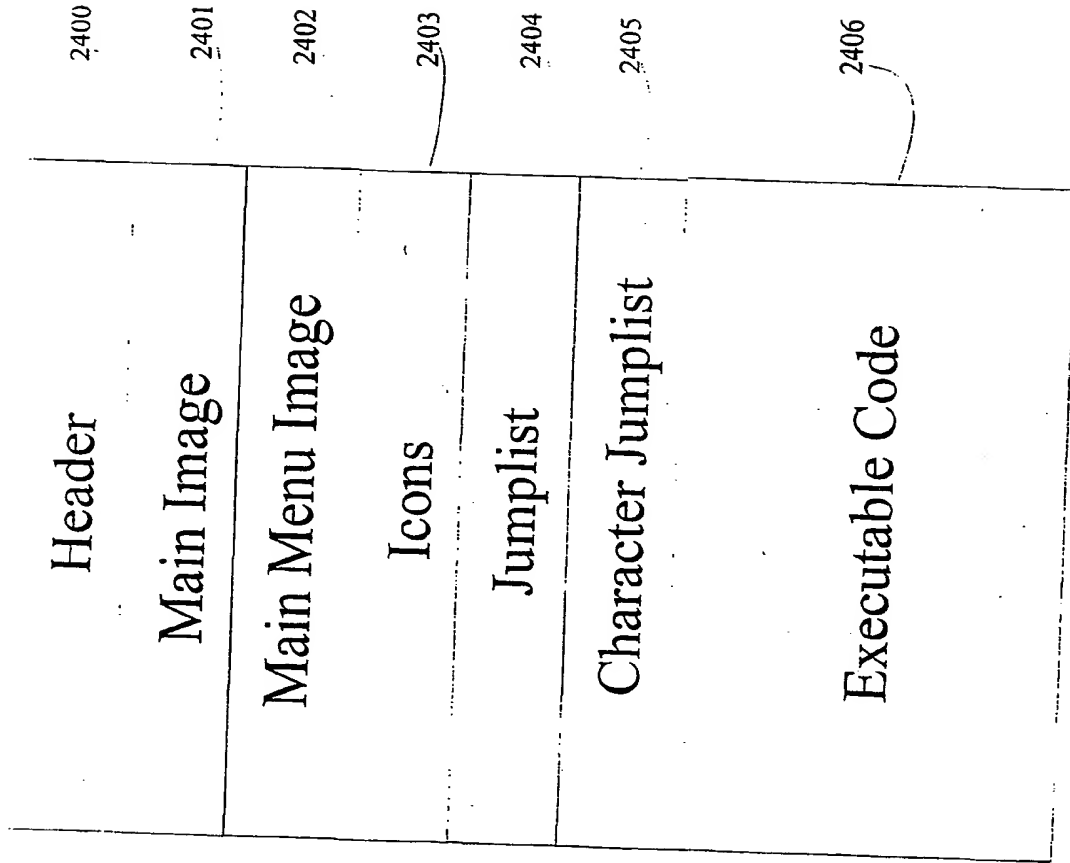 Header 2400
Main Image 2401
Main Menu Image 2402
Icons 2403
Jumplist 2404
Character Jumplist 2405
Executable Code 2406